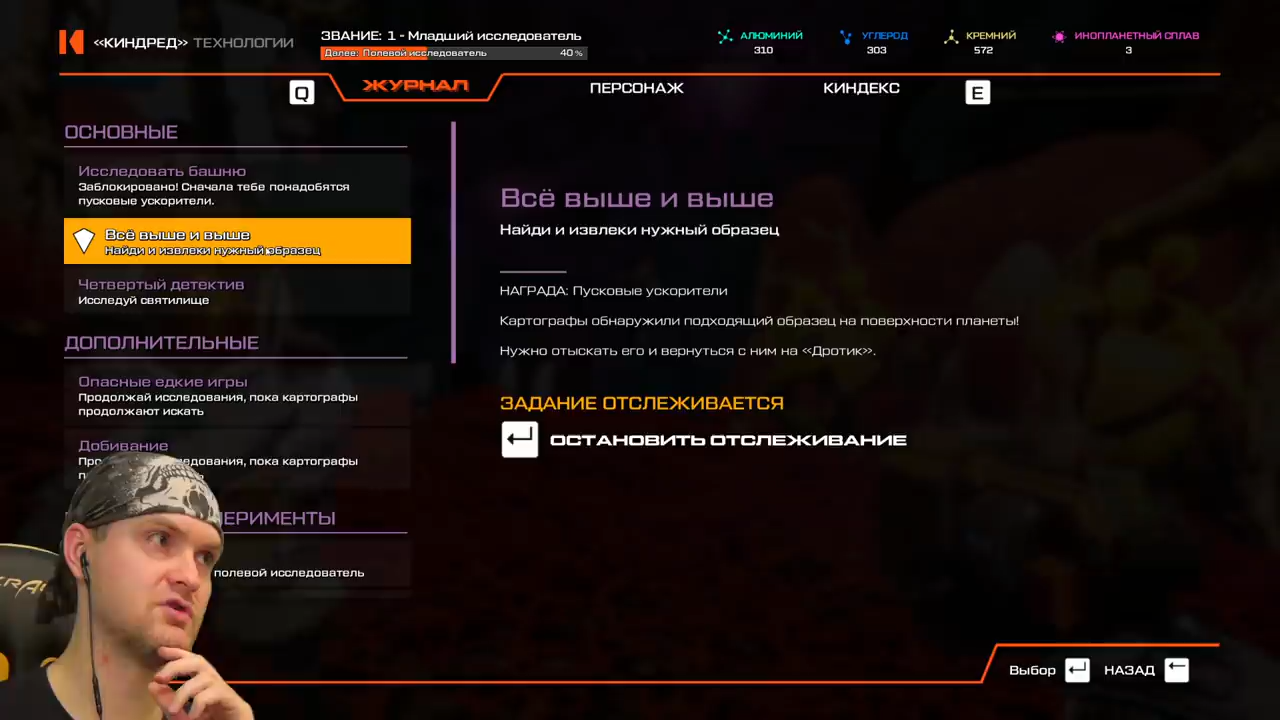 «КИНДРЕД» ТЕХНОЛОГИИ
ЗВАНИЕ: 1 - Младший исследователь
Далее: Полевой исследователь 40 %
АЛЮМИНИЙ
310
УГЛЕРОД
303
КРЕМНИЙ
572
ИНОПЛАНЕТНЫЙ СПЛАВ
3
Q
ЖУРНАЛ
ПЕРСОНАЖ
КИНДЕКС
E
ОСНОВНЫЕ
Исследовать башню
Заблокировано! Сначала тебе понадобятся
пусковые ускорители.
Всё выше и выше
Найди и извлеки нужный образец
Четвертый детектив
Исследуй святилище
ДОПОЛНИТЕЛЬНЫЕ
Опасные едкие игры
Продолжай исследования, пока картографы
продолжают искать
Добивание
исследования, пока картографы
полевой исследователь
Всё выше и выше
Найди и извлеки нужный образец
НАГРАДА: Пусковые ускорители
Картографы обнаружили подходящий образец на поверхности планеты!
Нужно отыскать его и вернуться с ним на «Дротик».
ЗАДАНИЕ ОТСЛЕЖИВАЕТСЯ
ОСТАНОВИТЬ ОТСЛЕЖИВАНИЕ
Выбор
НАЗАД